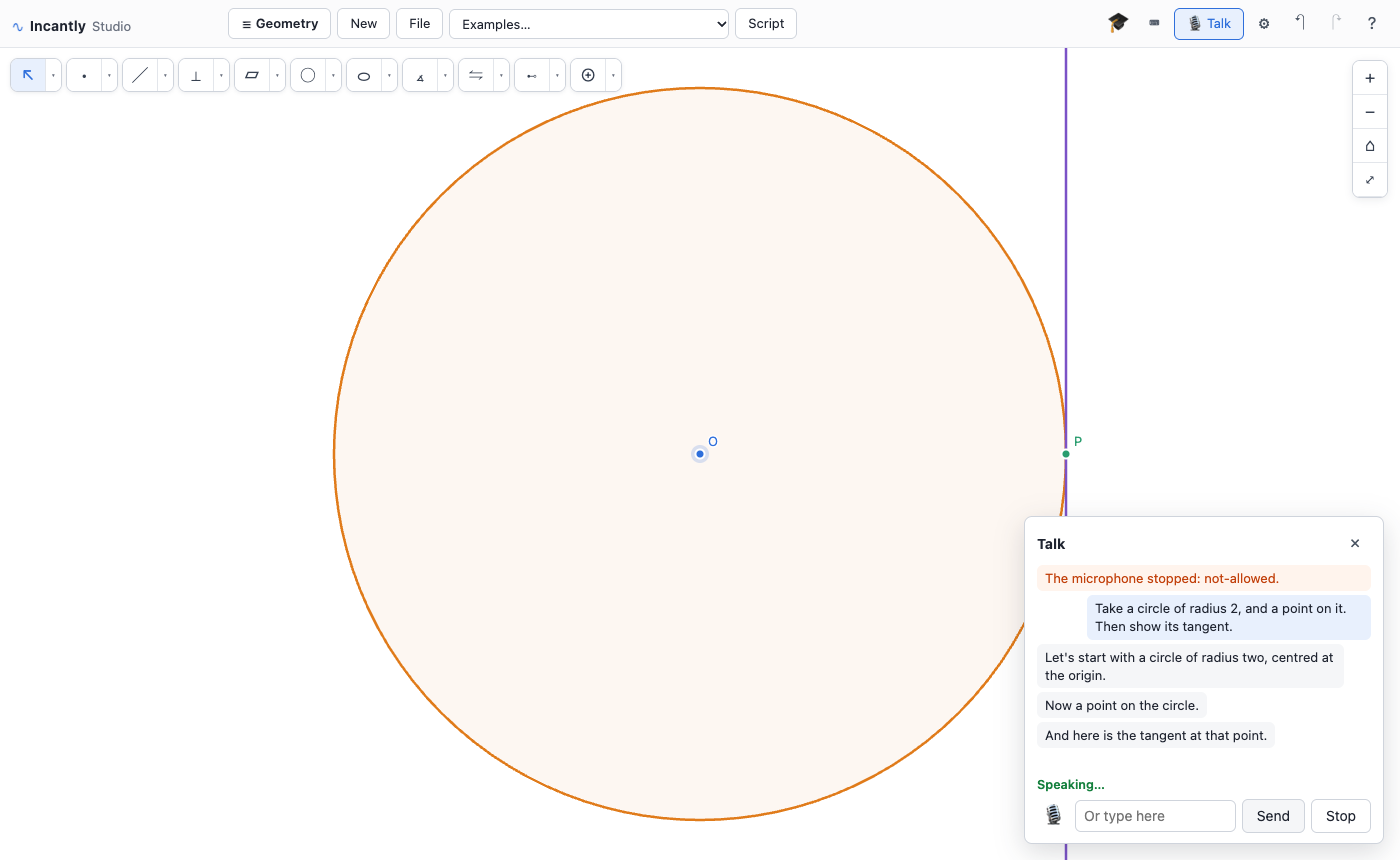 Incantly Studio
≡ Geometry
New
File
Examples...
Script
Talk
?
O
P
Talk
The microphone stopped: not-allowed.
Take a circle of radius 2, and a point on it.
Then show its tangent.
Let's start with a circle of radius two, centred at
the origin.
Now a point on the circle.
And here is the tangent at that point.
Speaking...
Or type here
Send
Stop